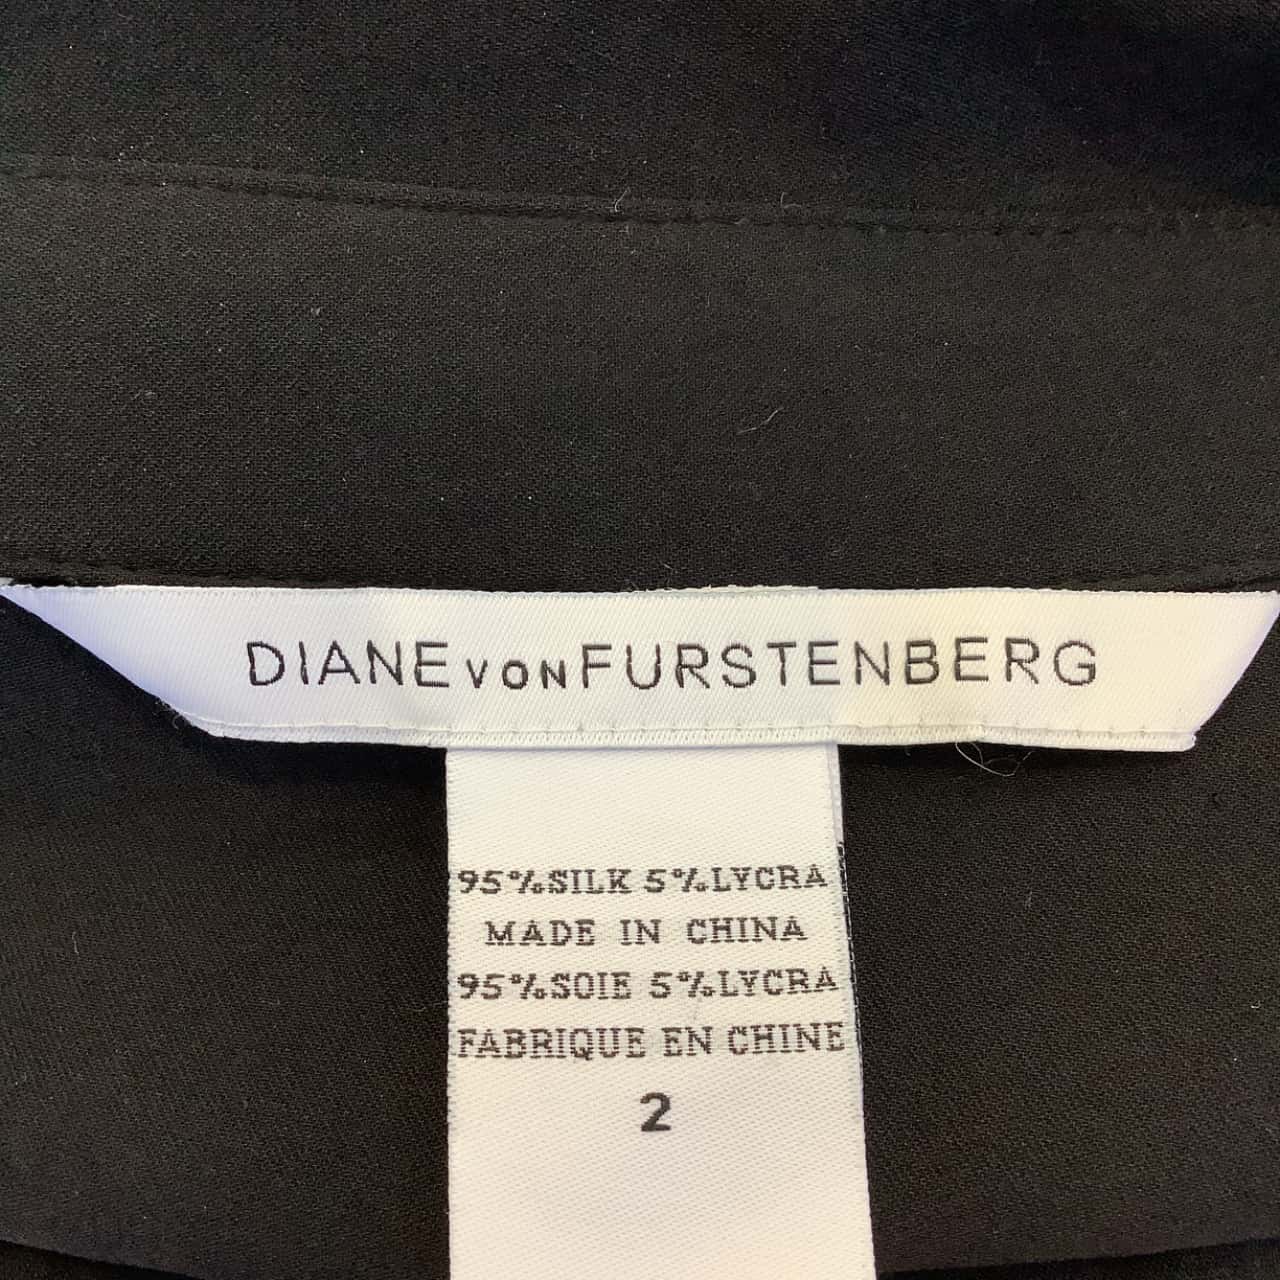 DIANE VON FURSTENBERG
95%SILK 5%LYCRA
MADE IN CHINA
95%SOIE 5%LYCRA
FABRIQUE EN CHINE
2